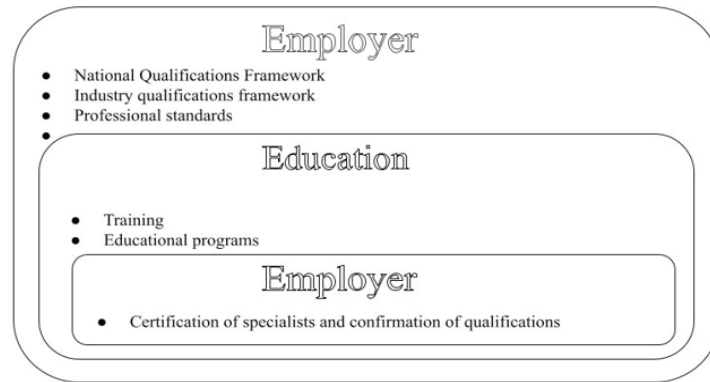 Employer
● National Qualifications Framework
● Industry qualifications framework
● Professional standards
●
Education
● Training
● Educational programs
Employer
● Certification of specialists and confirmation of qualifications